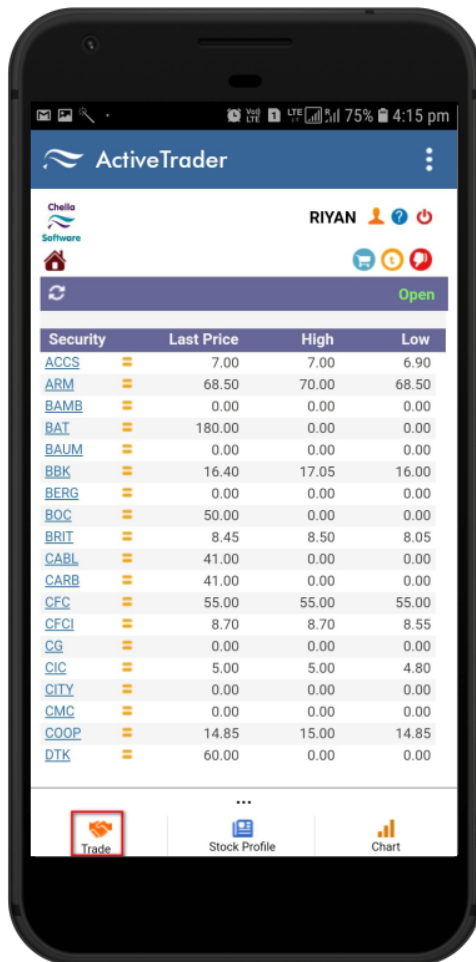 75% 4:15 pm
ActiveTrader
Chella
Software
RIYAN
Open
Security Last Price High Low
ACCS = 7.00 7.00 6.90
ARM = 68.50 70.00 68.50
BAMB = 0.00 0.00 0.00
BAT = 180.00 0.00 0.00
BAUM = 0.00 0.00 0.00
BBK = 16.40 17.05 16.00
BERG = 0.00 0.00 0.00
BOC = 50.00 0.00 0.00
BRIT = 8.45 8.50 8.05
CABL = 41.00 0.00 0.00
CARB = 41.00 0.00 0.00
CFC = 55.00 55.00 55.00
CFCI = 8.70 8.70 8.55
CG = 0.00 0.00 0.00
CIC = 5.00 5.00 4.80
CITY = 0.00 0.00 0.00
CMC = 0.00 0.00 0.00
COOP = 14.85 15.00 14.85
DTK = 60.00 0.00 0.00
...
Trade Stock Profile Chart